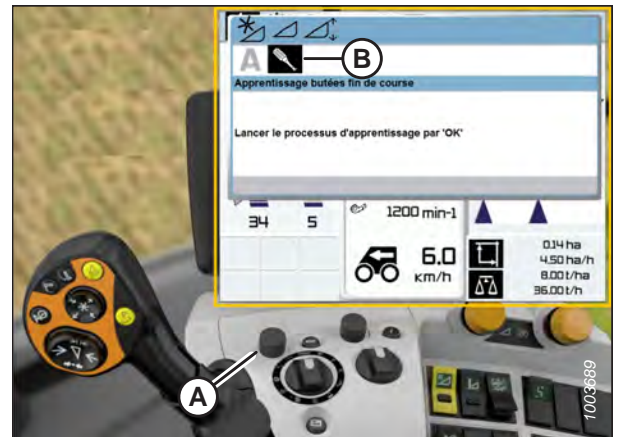 A
B
Apprentissage butées fin de course
Lancer le processus d'apprentissage par 'OK'
34
5
1200 min-1
6.0
km/h
0.14 ha
4.50 ha/h
8.00 t/ha
36.00 t/h
A
S
1003689